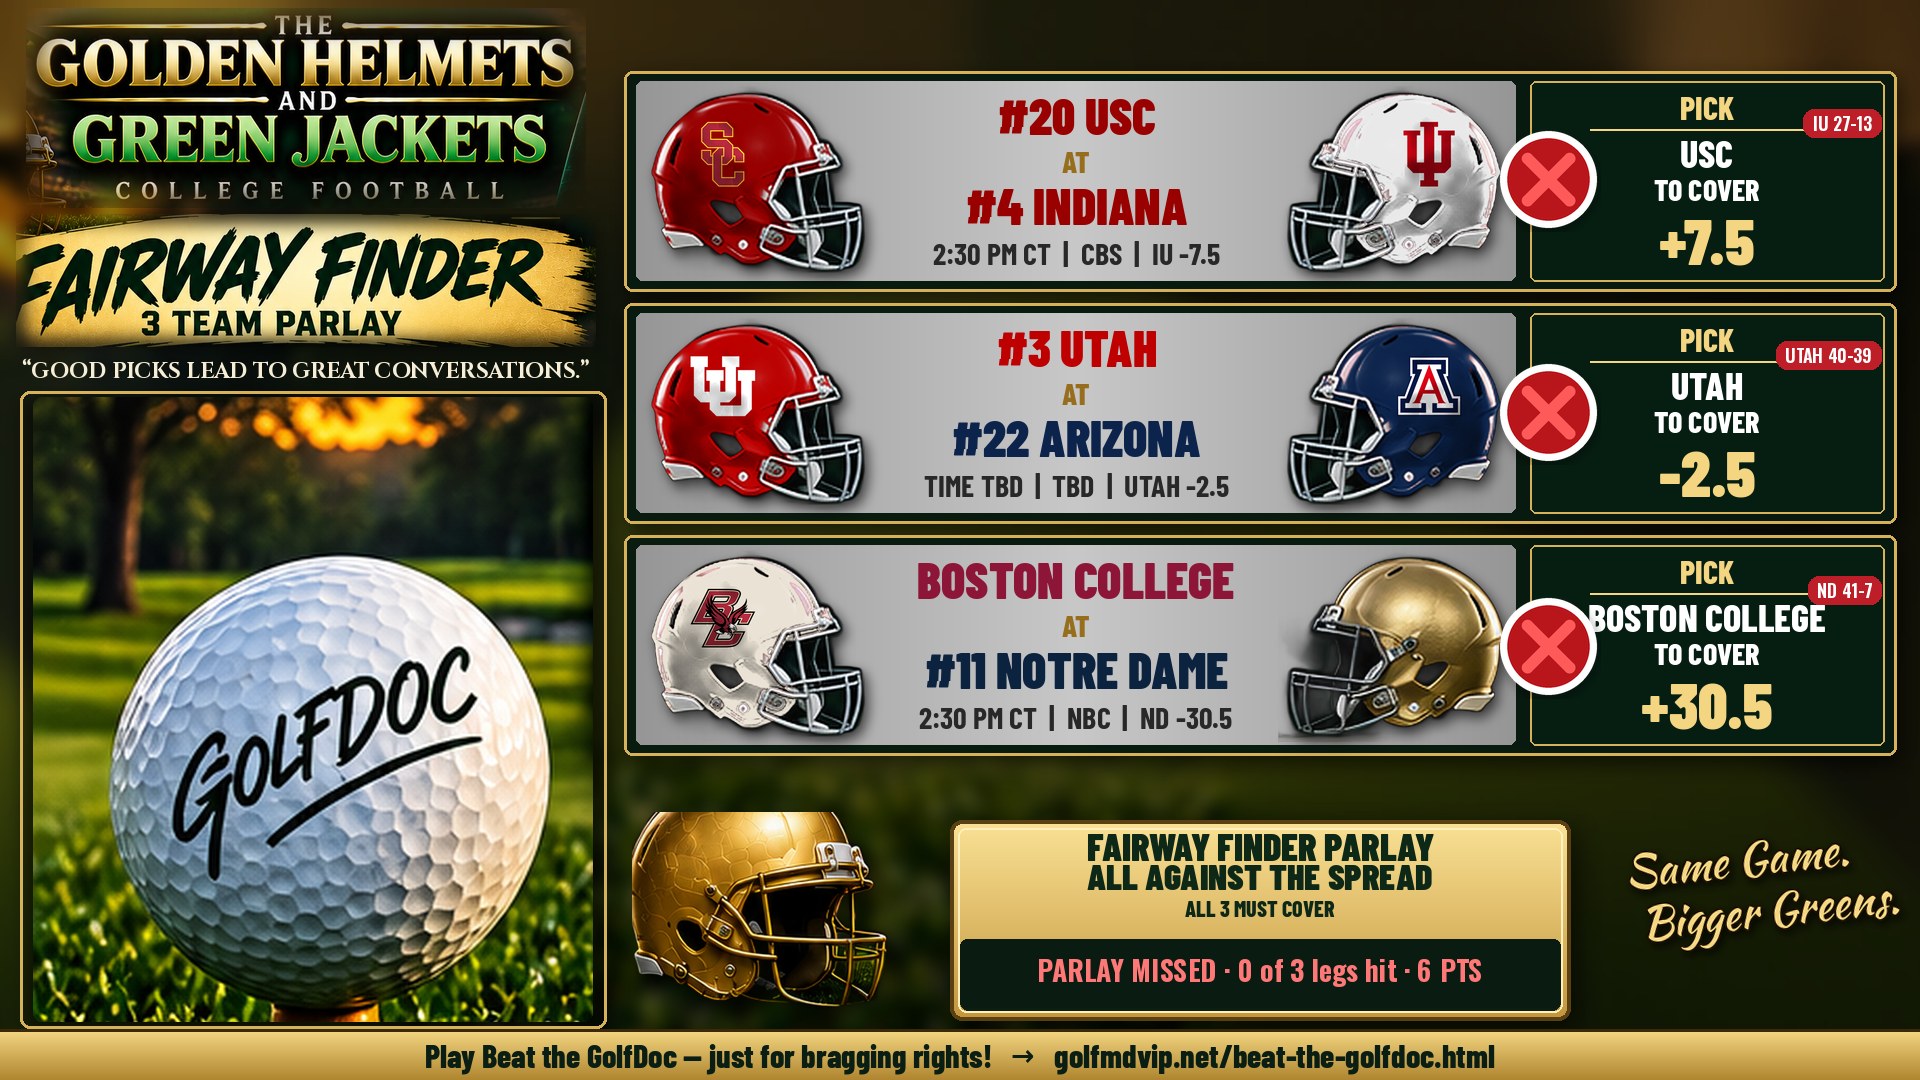 THE
GOLDEN HELMETS
AND
GREEN JACKETS
COLLEGE FOOTBALL
FAIRWAY FINDER
3 TEAM PARLAY
“GOOD PICKS LEAD TO GREAT CONVERSATIONS.”
GOLFDOC
SC
#20 USC
AT
#4 INDIANA
2:30 PM CT | CBS | IU -7.5
PICK
IU 27-13
USC
TO COVER
+7.5
U
#3 UTAH
AT
#22 ARIZONA
TIME TBD | TBD | UTAH -2.5
A
PICK
UTAH 40-39
UTAH
TO COVER
-2.5
BC
BOSTON COLLEGE
AT
#11 NOTRE DAME
2:30 PM CT | NBC | ND -30.5
PICK
ND 41-7
BOSTON COLLEGE
TO COVER
+30.5
FAIRWAY FINDER PARLAY
ALL AGAINST THE SPREAD
ALL 3 MUST COVER
PARLAY MISSED · 0 of 3 legs hit · 6 PTS
Same Game.
Bigger Greens.
Play Beat the GolfDoc — just for bragging rights! → golfmdvip.net/beat-the-golfdoc.html